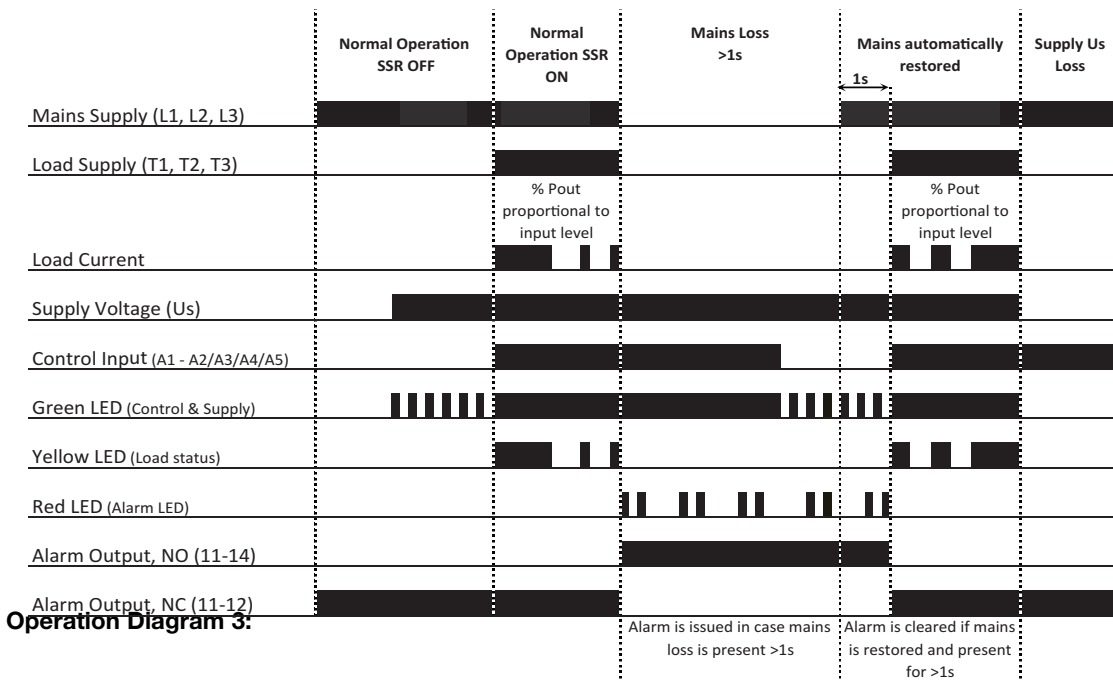 Normal Operation
SSR OFF
Normal
Operation SSR
ON
Mains Loss
>1s
Mains automatically
restored
Supply Us
Loss
1s
Mains Supply (L1, L2, L3)
Load Supply (T1, T2, T3)
% Pout
proportional to
input level
% Pout
proportional to
input level
Load Current
Supply Voltage (Us)
Control Input (A1 - A2/A3/A4/A5)
Green LED (Control & Supply)
Yellow LED (Load status)
Red LED (Alarm LED)
Alarm Output, NO (11-14)
Alarm Output, NC (11-12)
Operation Diagram 3:
Alarm is issued in case mains
loss is present >1s
Alarm is cleared if mains
is restored and present
for >1s